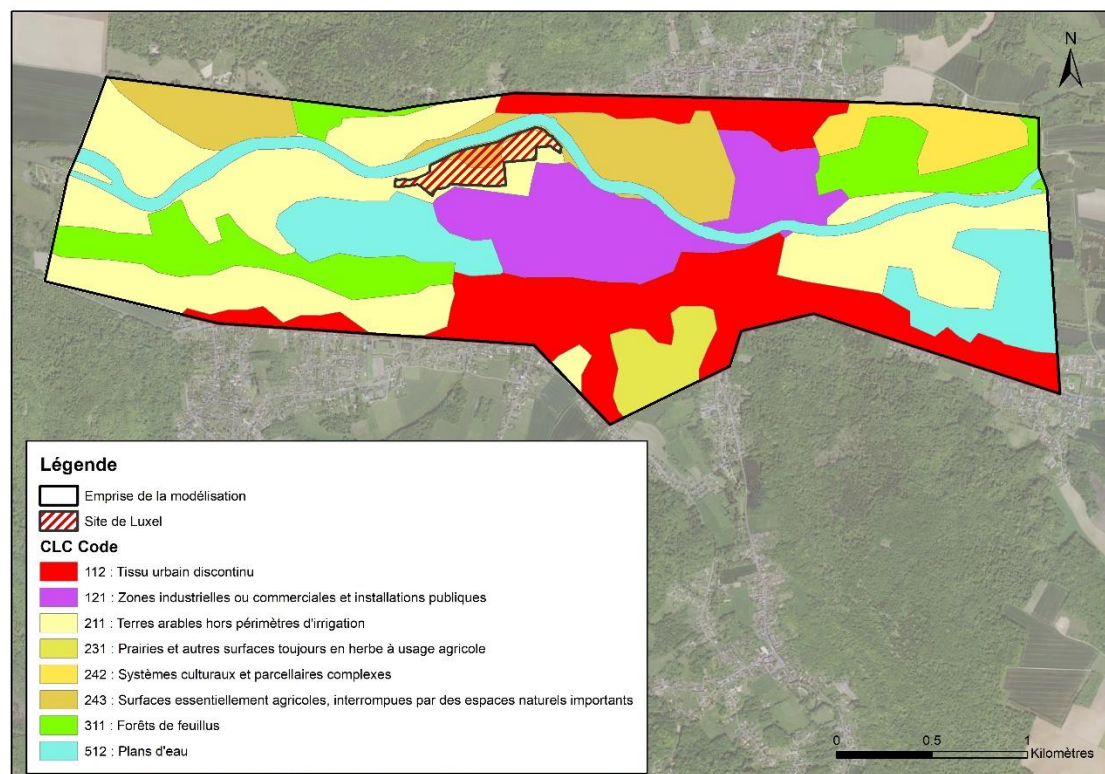 N
Légende
Emprise de la modélisation
Site de Luxel
CLC Code
112 : Tissu urbain discontinu
121 : Zones industrielles ou commerciales et installations publiques
211 : Terres arables hors périmètres d'irrigation
231 : Prairies et autres surfaces toujours en herbe à usage agricole
242 : Systèmes culturaux et parcellaires complexes
243 : Surfaces essentiellement agricoles, interrompues par des espaces naturels importants
311 : Forêts de feuillus
512 : Plans d'eau
0 0.5 1
Kilomètres